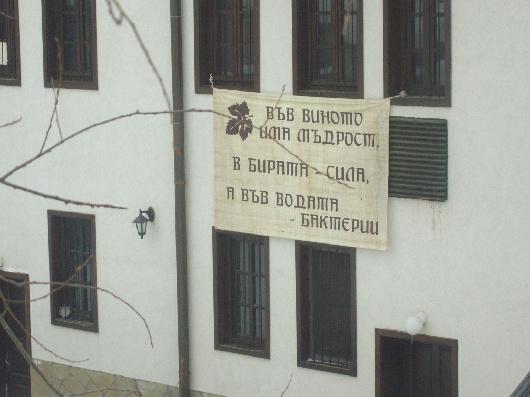 ВЪВ ВИНОТО
ИМА МЪДРОСТ,
В БИРАТА - СИЛА,
А ВЪВ ВОДАТА
- БАКТЕРИИ